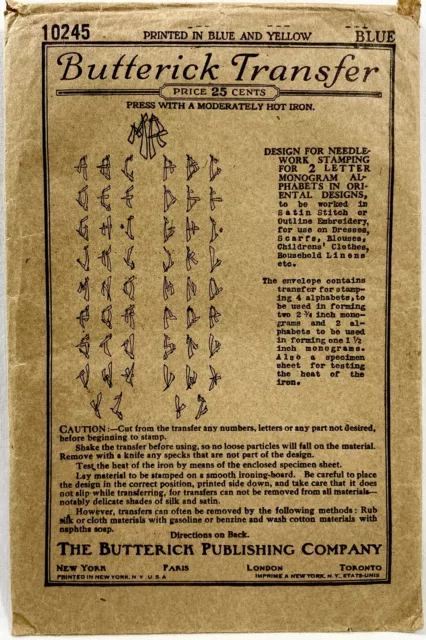 10245
PRINTED IN BLUE AND YELLOW
BLUE
Butterick Transfer
PRICE 25 CENTS
PRESS WITH A MODERATELY HOT IRON.
DESIGN FOR NEEDLE-
WORK STAMPING
FOR 2 LETTER
MONOGRAM AL-
PHABETS IN ORI-
ENTAL DESIGNS,
to be worked in
Satin Stitch or
Outline Embroidery,
for use on Dresses,
Scarfs, Blouses,
Childrens' Clothes,
Household Linens
etc.
The envelope contains
transfer for stamp-
ing 4 alphabets, to
be used in forming
two 2 ¾ inch mono-
grams and 2 al-
phabets to be used
in forming one 1 ½
inch monograms.
Also a specimen
sheet for testing
the heat of the
iron.
CAUTION:—Cut from the transfer any numbers, letters or any part not desired,
before beginning to stamp.
Shake the transfer before using, so no loose particles will fall on the material.
Remove with a knife any specks that are not part of the design.
Test the heat of the iron by means of the enclosed specimen sheet.
Lay material to be stamped on a smooth ironing-board. Be careful to place
the design in the correct position, printed side down, and take care that it does
not slip while transferring, for transfers can not be removed from all materials—
notably delicate shades of silk and satin.
However, transfers can often be removed by the following methods: Rub
silk or cloth materials with gasoline or benzine and wash cotton materials with
naphtha soap.
Directions on Back.
THE BUTTERICK PUBLISHING COMPANY
NEW YORK PARIS LONDON TORONTO
PRINTED IN NEW YORK, N. Y. U.S.A. IMPRIMÉ A NEW YORK, N.Y. ETATS-UNIS